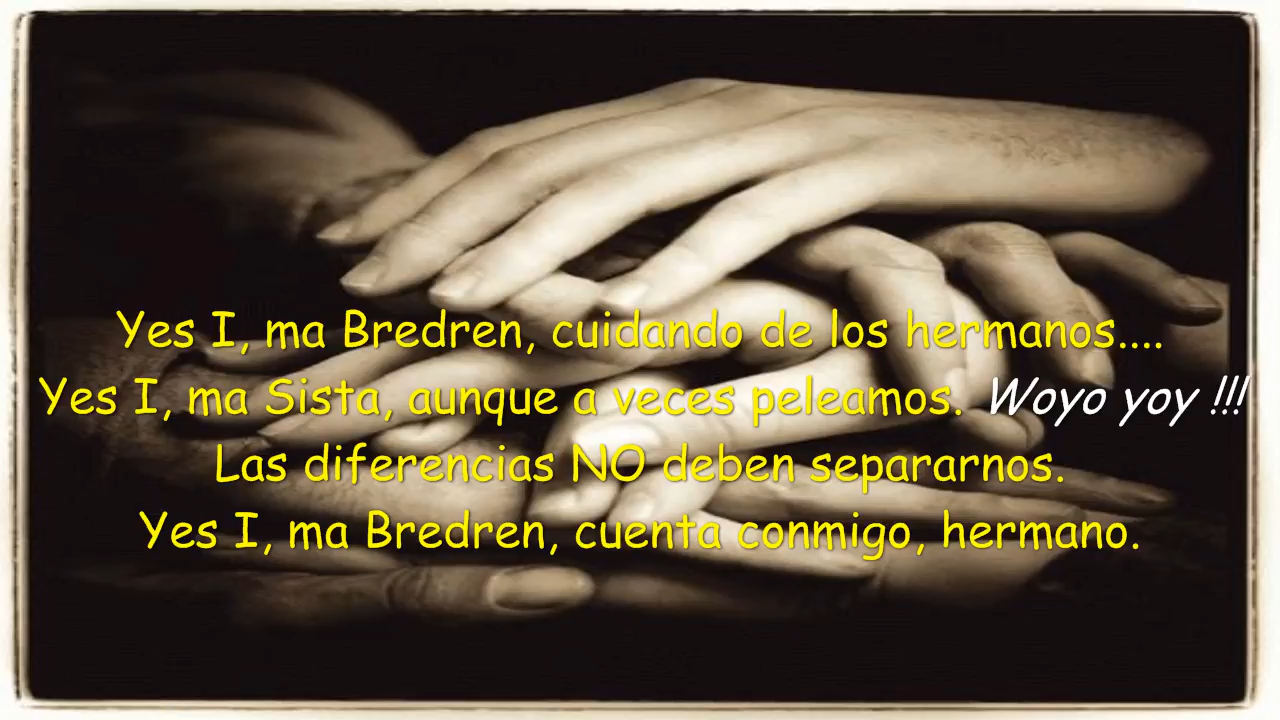 Yes I, ma Bredren, cuidando de los hermanos....
Yes I, ma Sista, aunque a veces peleamos. Woyo yoy !!!
Las diferencias NO deben separarnos.
Yes I, ma Bredren, cuenta conmigo, hermano.